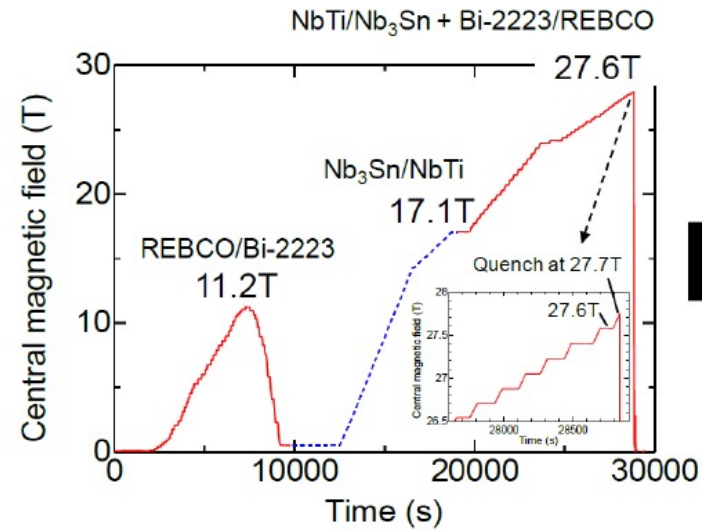 NbTi/Nb₃Sn + Bi-2223/REBCO
27.6T
Nb₃Sn/NbTi
17.1T
REBCO/Bi-2223
11.2T
Quench at 27.7T
27.6T
Central magnetic field (T)
30
20
10
0
0
10000
20000
30000
Time (s)
Central magnetic field (T)
28
27.5
27
26.5
28000
28500
Time (s)